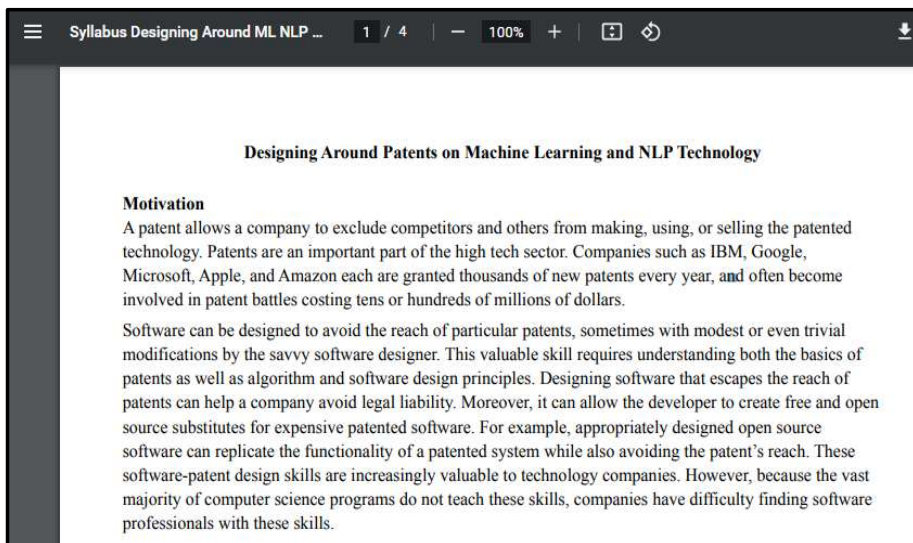 Syllabus Designing Around ML NLP ... 1 / 4 100%
Designing Around Patents on Machine Learning and NLP Technology
Motivation
A patent allows a company to exclude competitors and others from making, using, or selling the patented
technology. Patents are an important part of the high tech sector. Companies such as IBM, Google,
Microsoft, Apple, and Amazon each are granted thousands of new patents every year, and often become
involved in patent battles costing tens or hundreds of millions of dollars.
Software can be designed to avoid the reach of particular patents, sometimes with modest or even trivial
modifications by the savvy software designer. This valuable skill requires understanding both the basics of
patents as well as algorithm and software design principles. Designing software that escapes the reach of
patents can help a company avoid legal liability. Moreover, it can allow the developer to create free and open
source substitutes for expensive patented software. For example, appropriately designed open source
software can replicate the functionality of a patented system while also avoiding the patent's reach. These
software-patent design skills are increasingly valuable to technology companies. However, because the vast
majority of computer science programs do not teach these skills, companies have difficulty finding software
professionals with these skills.